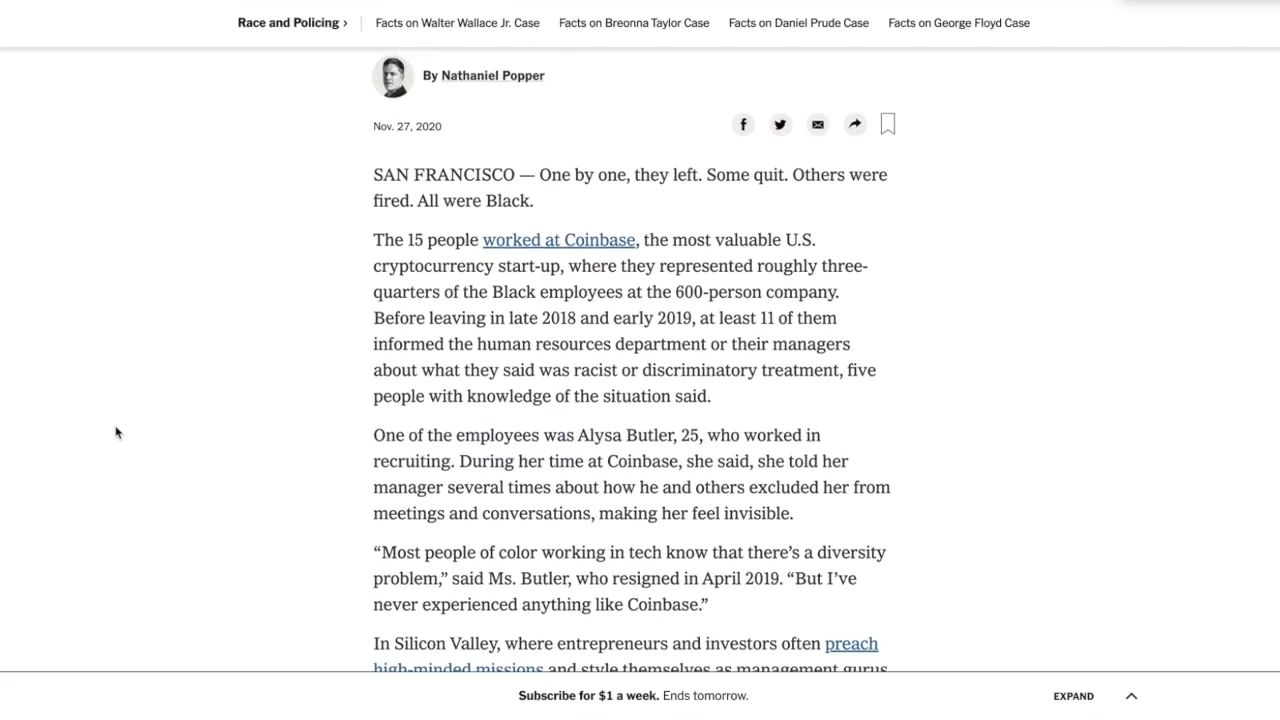 Race and Policing › Facts on Walter Wallace Jr. Case Facts on Breonna Taylor Case Facts on Daniel Prude Case Facts on George Floyd Case
By Nathaniel Popper
Nov. 27, 2020
SAN FRANCISCO — One by one, they left. Some quit. Others were
fired. All were Black.
The 15 people worked at Coinbase, the most valuable U.S.
cryptocurrency start-up, where they represented roughly three-
quarters of the Black employees at the 600-person company.
Before leaving in late 2018 and early 2019, at least 11 of them
informed the human resources department or their managers
about what they said was racist or discriminatory treatment, five
people with knowledge of the situation said.
One of the employees was Alysa Butler, 25, who worked in
recruiting. During her time at Coinbase, she said, she told her
manager several times about how he and others excluded her from
meetings and conversations, making her feel invisible.
“Most people of color working in tech know that there’s a diversity
problem,” said Ms. Butler, who resigned in April 2019. “But I’ve
never experienced anything like Coinbase.”
In Silicon Valley, where entrepreneurs and investors often preach
high-minded missions and style themselves as management gurus
Subscribe for $1 a week. Ends tomorrow. EXPAND